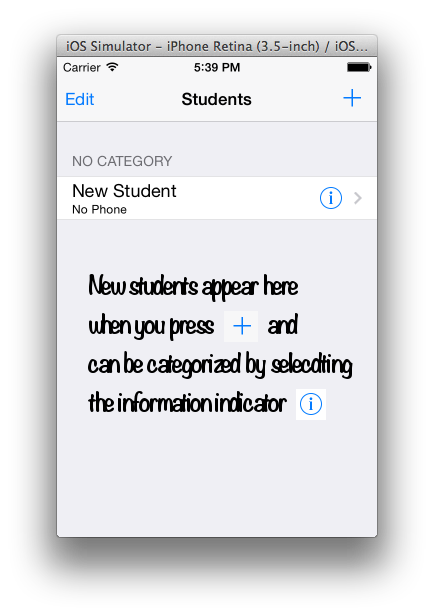 iOS Simulator - iPhone Retina (3.5-inch) / iOS...
Carrier 5:39 PM
Edit Students +
NO CATEGORY
New Student
No Phone
New students appear here
when you press + and
can be categorized by selecdting
the information indicator i